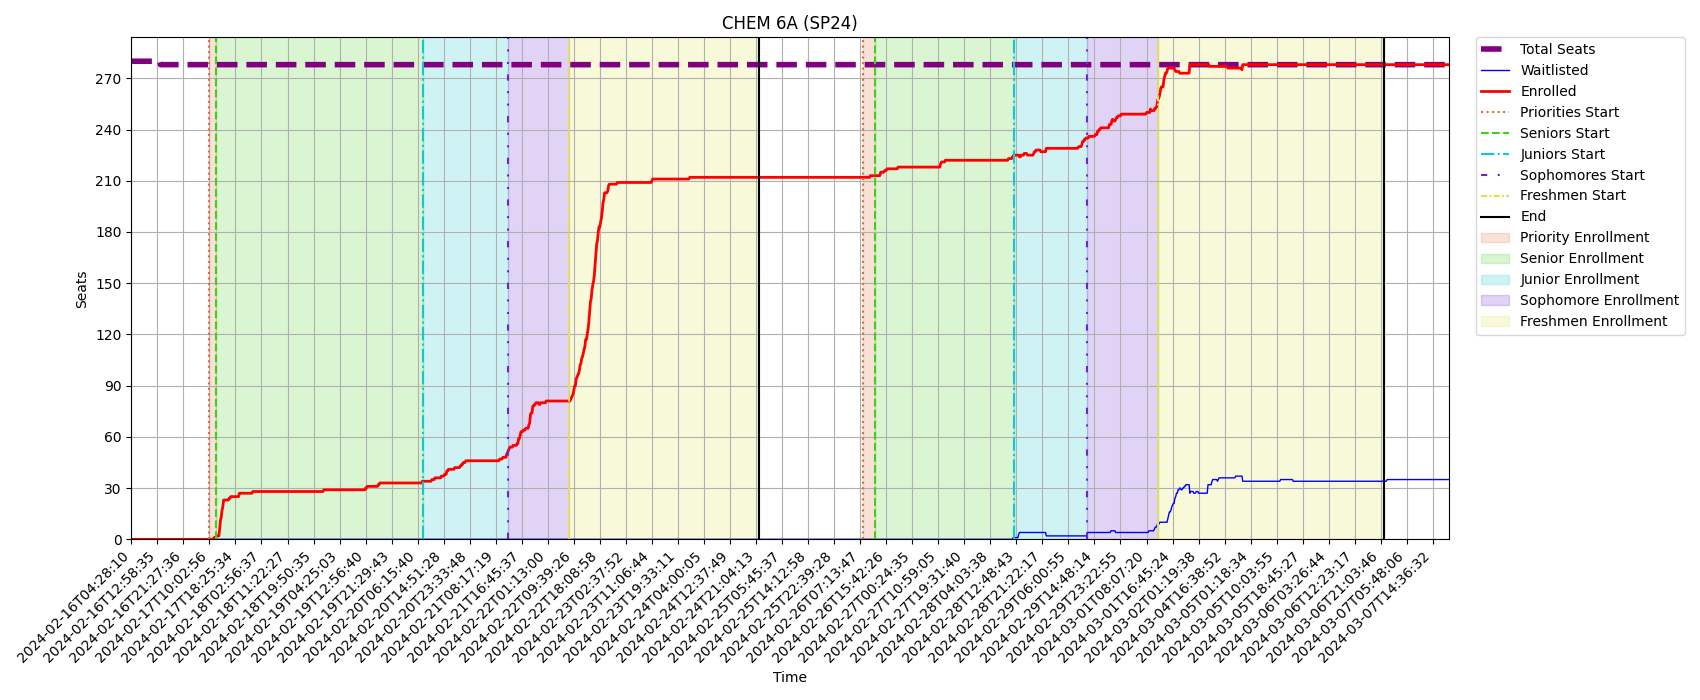 CHEM 6A (SP24)
Total Seats
Waitlisted
Enrolled
Priorities Start
Seniors Start
Juniors Start
Sophomores Start
Freshmen Start
End
Priority Enrollment
Senior Enrollment
Junior Enrollment
Sophomore Enrollment
Freshmen Enrollment
Seats
270
240
210
180
150
120
90
60
30
0
2024-02-16T04:28:10
2024-02-16T12:58:35
2024-02-16T21:27:36
2024-02-17T10:02:56
2024-02-17T18:25:34
2024-02-18T02:56:37
2024-02-18T11:22:27
2024-02-18T19:50:35
2024-02-19T04:25:03
2024-02-19T12:56:40
2024-02-19T21:29:43
2024-02-20T06:15:40
2024-02-20T14:51:28
2024-02-20T23:33:48
2024-02-21T08:17:19
2024-02-21T16:45:37
2024-02-22T01:13:00
2024-02-22T09:39:26
2024-02-22T18:08:58
2024-02-23T02:37:52
2024-02-23T11:06:44
2024-02-23T19:33:11
2024-02-24T04:00:05
2024-02-24T12:37:49
2024-02-24T21:04:13
2024-02-25T05:45:37
2024-02-25T14:12:58
2024-02-25T22:39:28
2024-02-26T07:13:47
2024-02-26T15:42:26
2024-02-27T00:24:35
2024-02-27T10:59:05
2024-02-27T19:31:40
2024-02-28T04:03:38
2024-02-28T12:48:43
2024-02-28T21:22:17
2024-02-29T06:00:55
2024-02-29T14:48:14
2024-02-29T23:22:55
2024-03-01T08:07:20
2024-03-01T16:45:24
2024-03-02T01:19:38
2024-03-04T16:38:52
2024-03-05T01:18:34
2024-03-05T10:03:55
2024-03-05T18:45:27
2024-03-06T03:26:44
2024-03-06T12:23:17
2024-03-06T21:03:46
2024-03-07T05:48:06
2024-03-07T14:36:32
Time